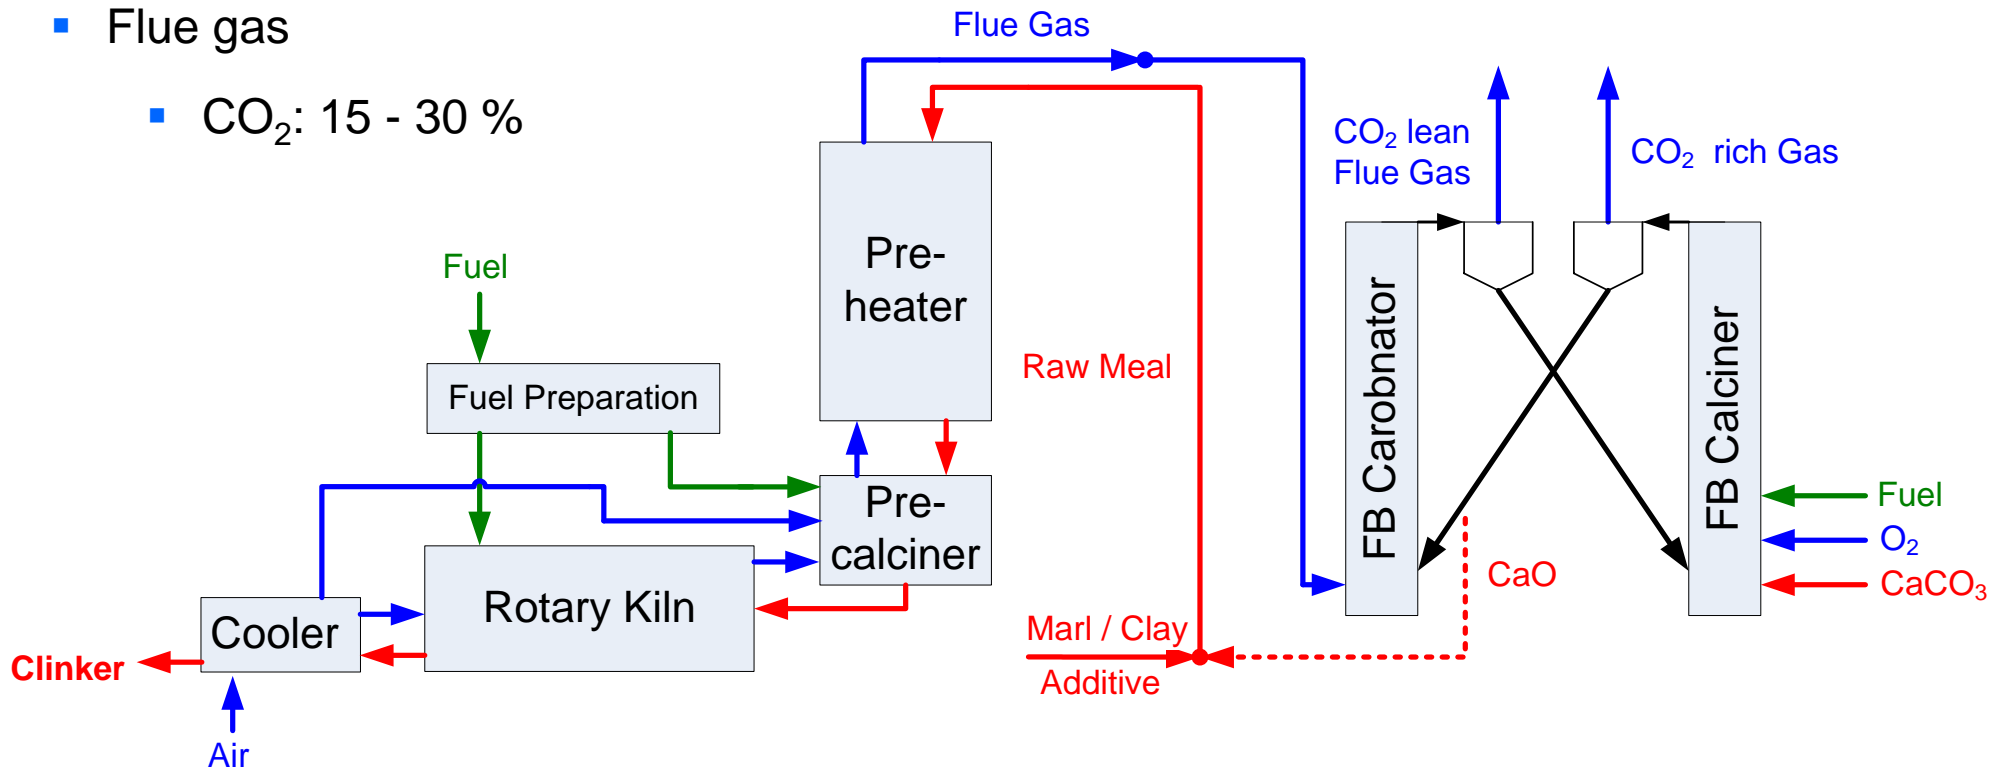 Flue gas
CO₂: 15 - 30 %
Flue Gas
CO₂ lean
Flue Gas
CO₂ rich Gas
Pre-
heater
Fuel
Fuel Preparation
Raw Meal
FB Carobnator
FB Calciner
Pre-
calciner
Fuel
O₂
CaCO₃
CaO
Rotary Kiln
Cooler
Clinker
Marl / Clay
Additive
Air